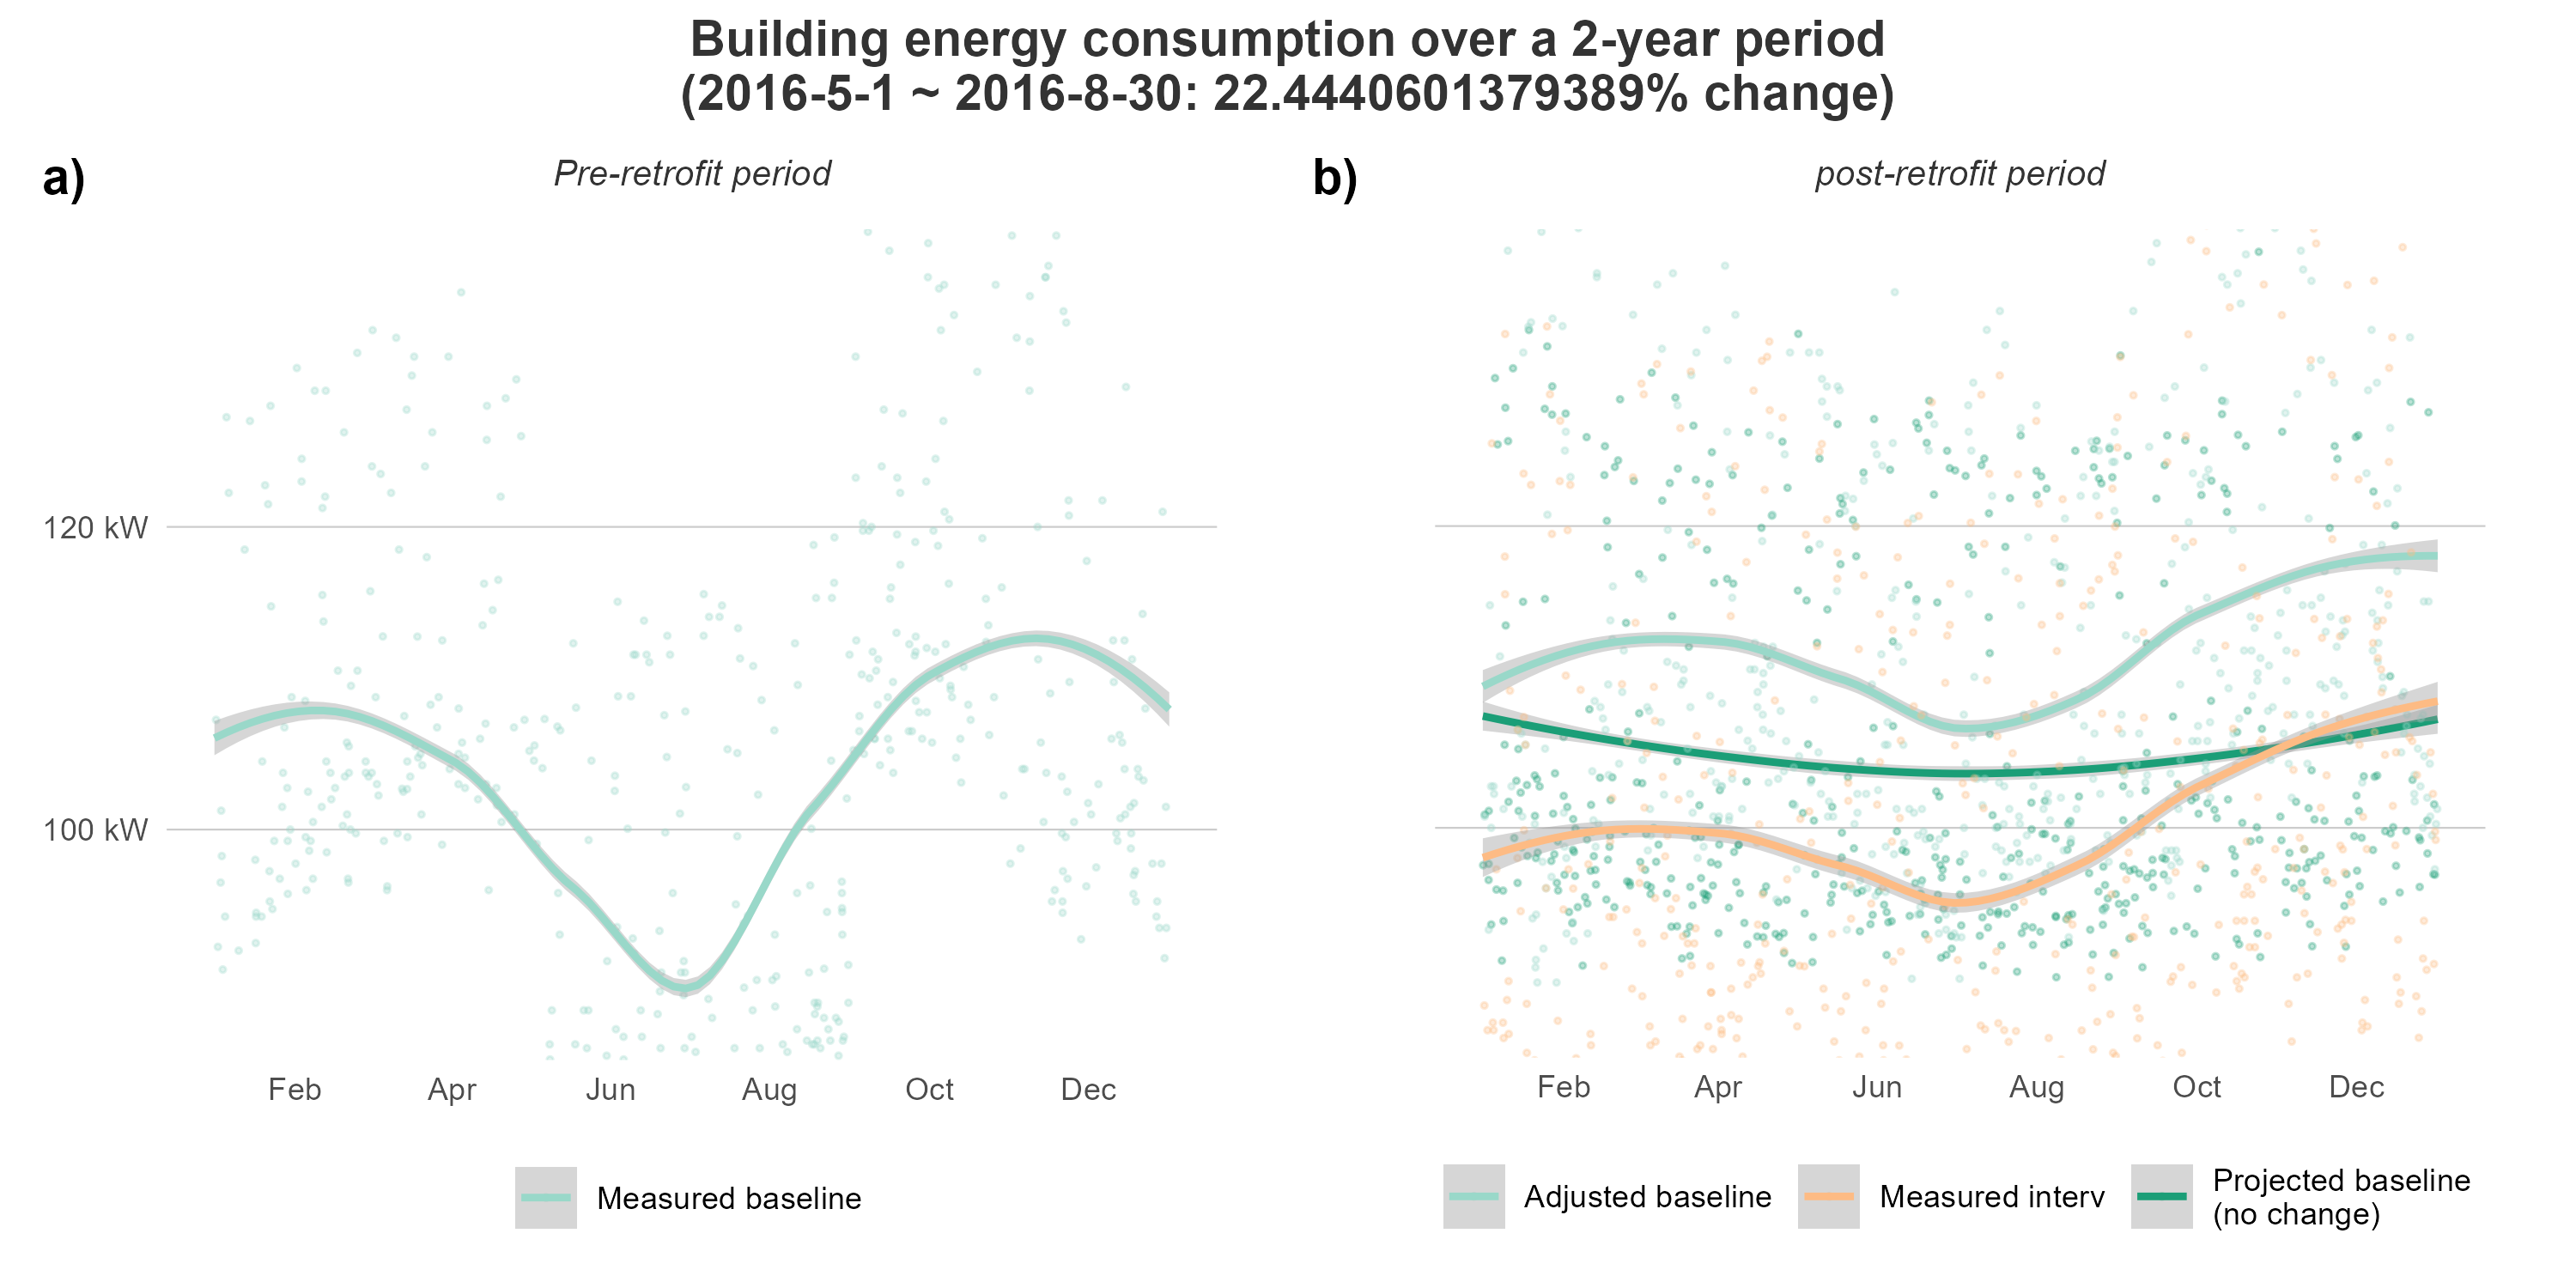 Building energy consumption over a 2-year period
(2016-5-1 ~ 2016-8-30: 22.4440601379389% change)
a)
Pre-retrofit period
120 kW
100 kW
Feb Apr Jun Aug Oct Dec
Measured baseline
b)
post-retrofit period
Feb Apr Jun Aug Oct Dec
Adjusted baseline
Measured interv
Projected baseline
(no change)